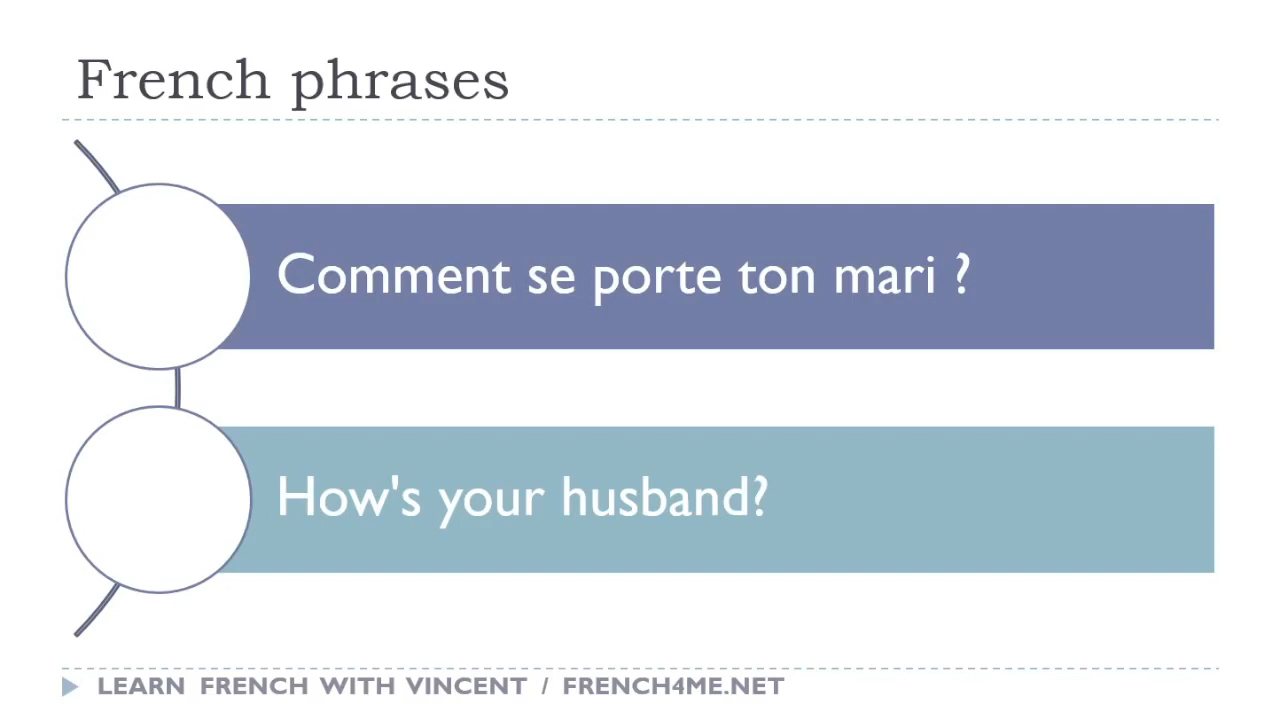 French phrases
Comment se porte ton mari ?
How's your husband?
LEARN FRENCH WITH VINCENT / FRENCH4ME.NET